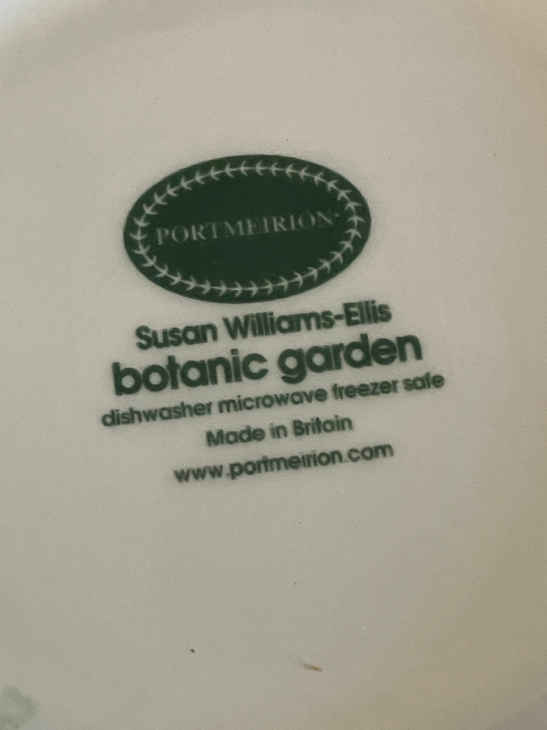 PORTMEIRION
Susan Williams-Ellis
botanic garden
dishwasher microwave freezer safe
Made in Britain
www.portmeirion.com